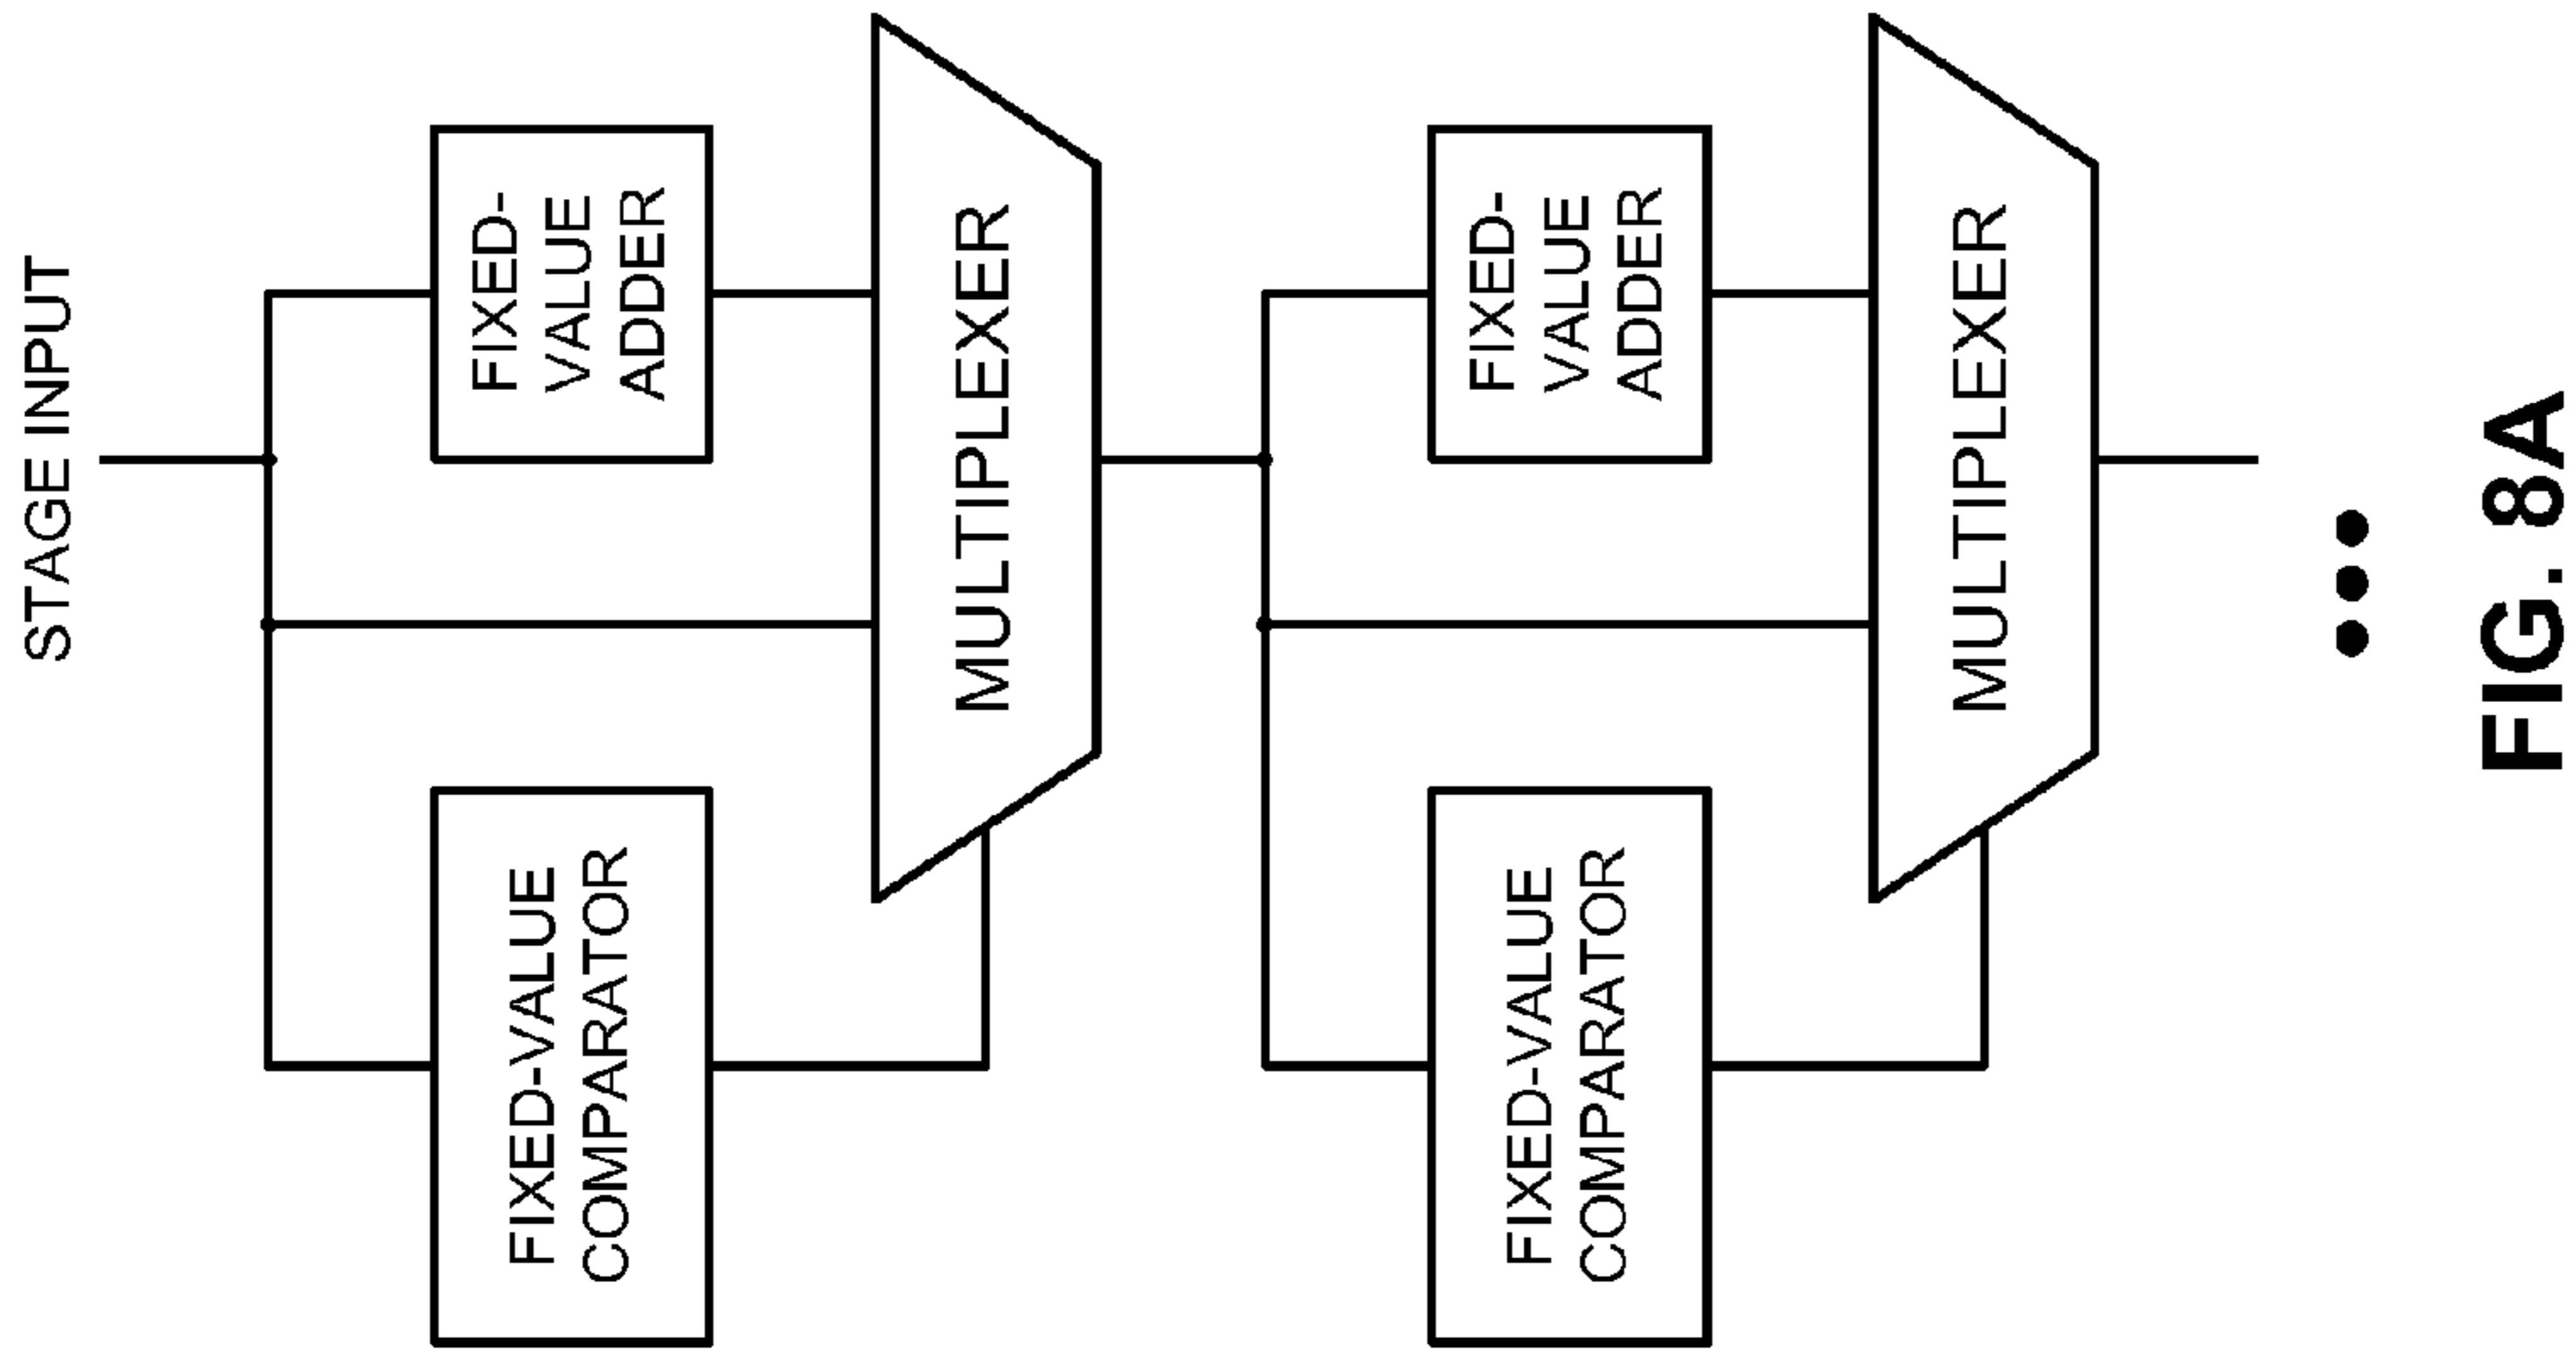 STAGE INPUT
FIXED-VALUE
COMPARATOR
FIXED-
VALUE
ADDER
MULTIPLEXER
FIXED-VALUE
COMPARATOR
FIXED-
VALUE
ADDER
MULTIPLEXER
FIG. 8A